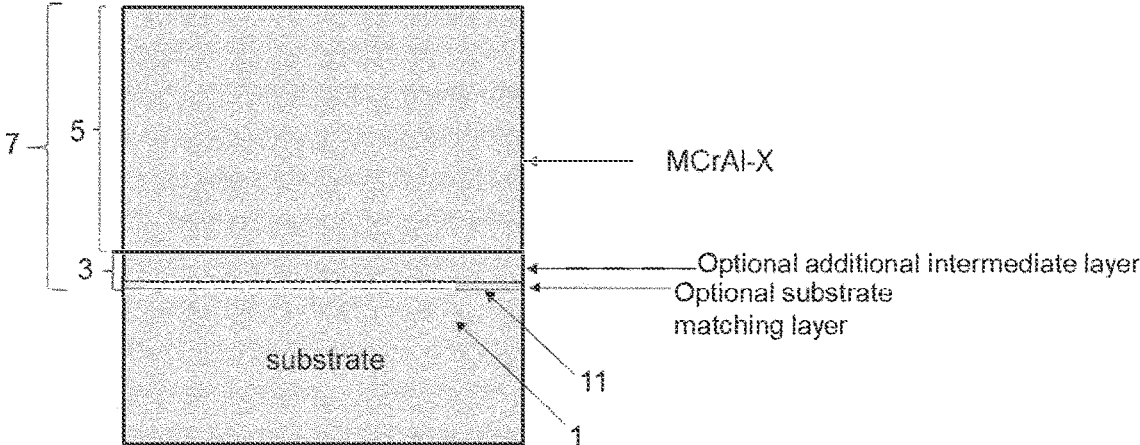 7
5
MCrAl-X
3
Optional additional intermediate layer
Optional substrate
matching layer
substrate
11
1